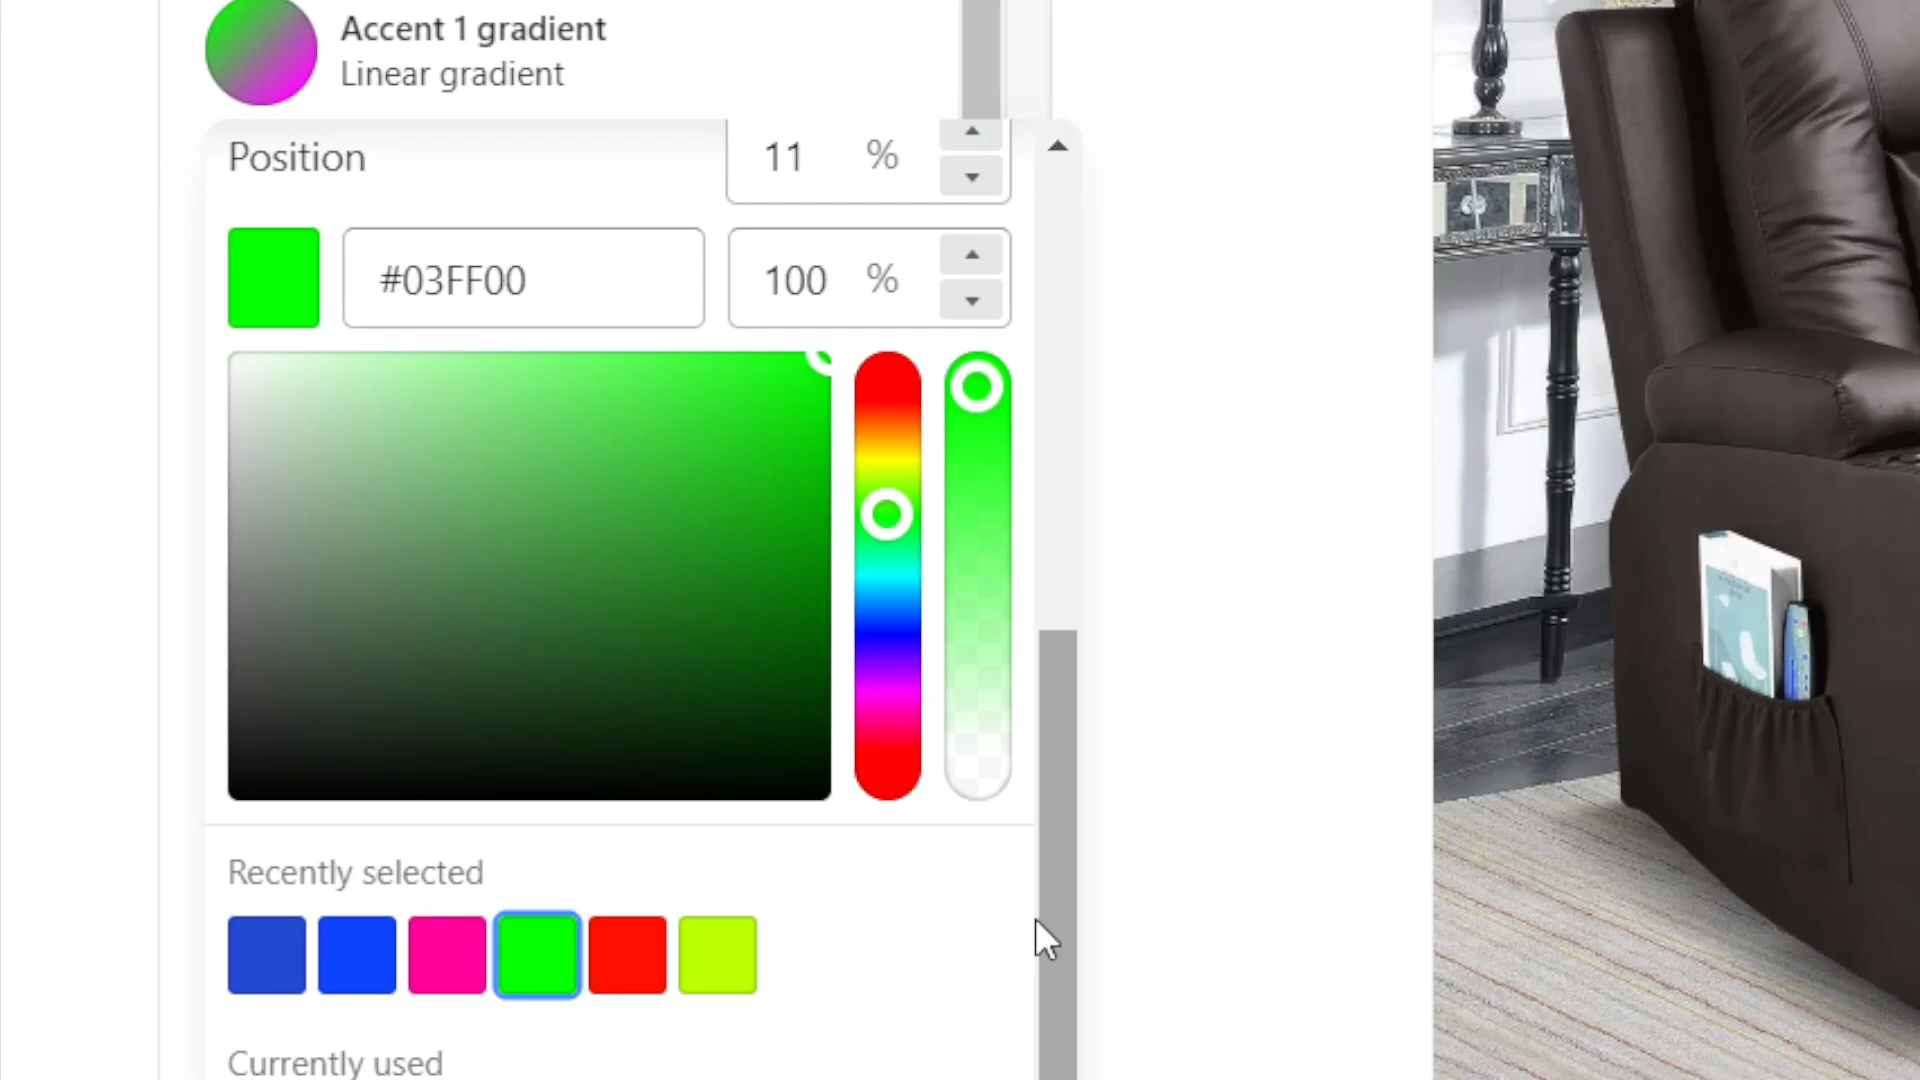 Accent 1 gradient
Linear gradient
Position 11 %
#03FF00 100 %
Recently selected
Currently used